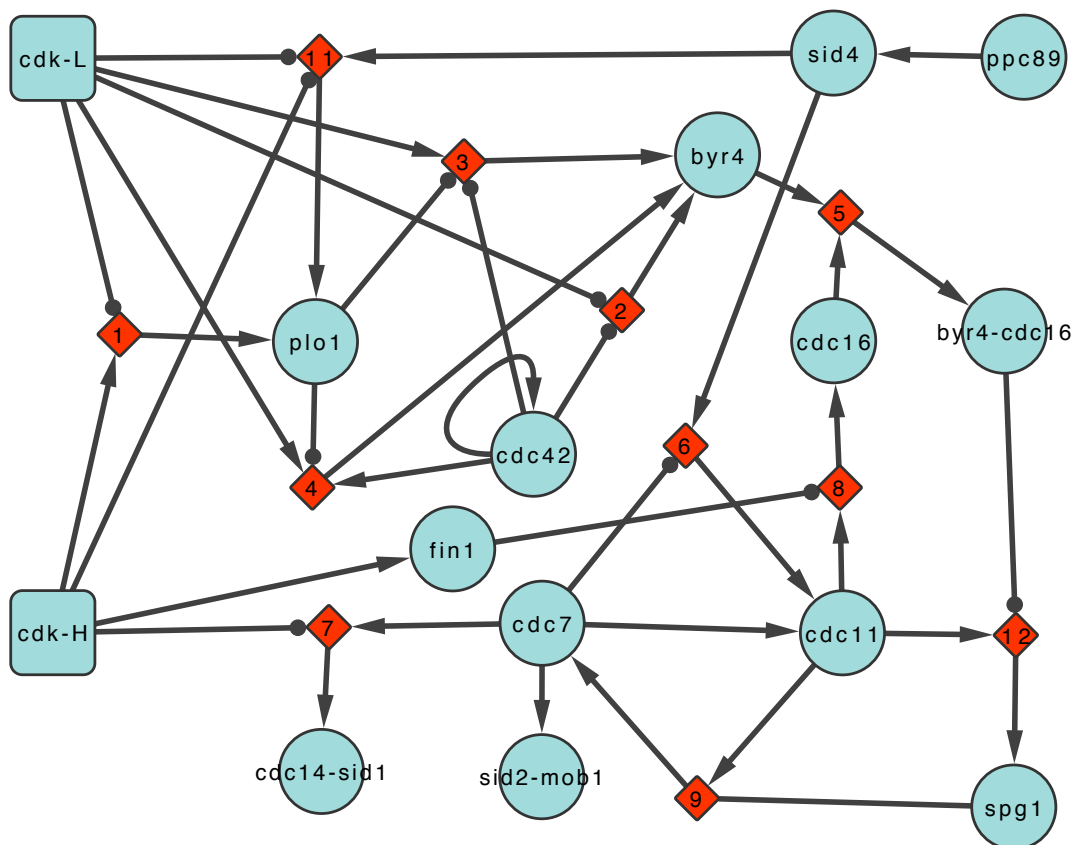 cdk-L
11
sid4
ppc89
3
byr4
5
1
plo1
2
cdc16
byr4-cdc16
4
cdc42
6
8
fin1
cdk-H
7
cdc7
cdc11
12
cdc14-sid1
sid2-mob1
9
spg1